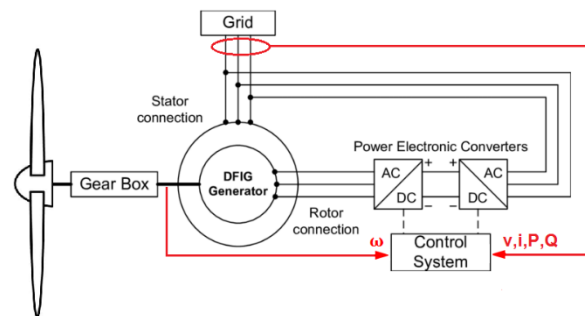 Grid
Stator
connection
Power Electronic Converters
DFIG
Generator
Gear Box
AC
DC
+ +
− −
AC
DC
Rotor
connection
ω
Control
System
v,i,P,Q